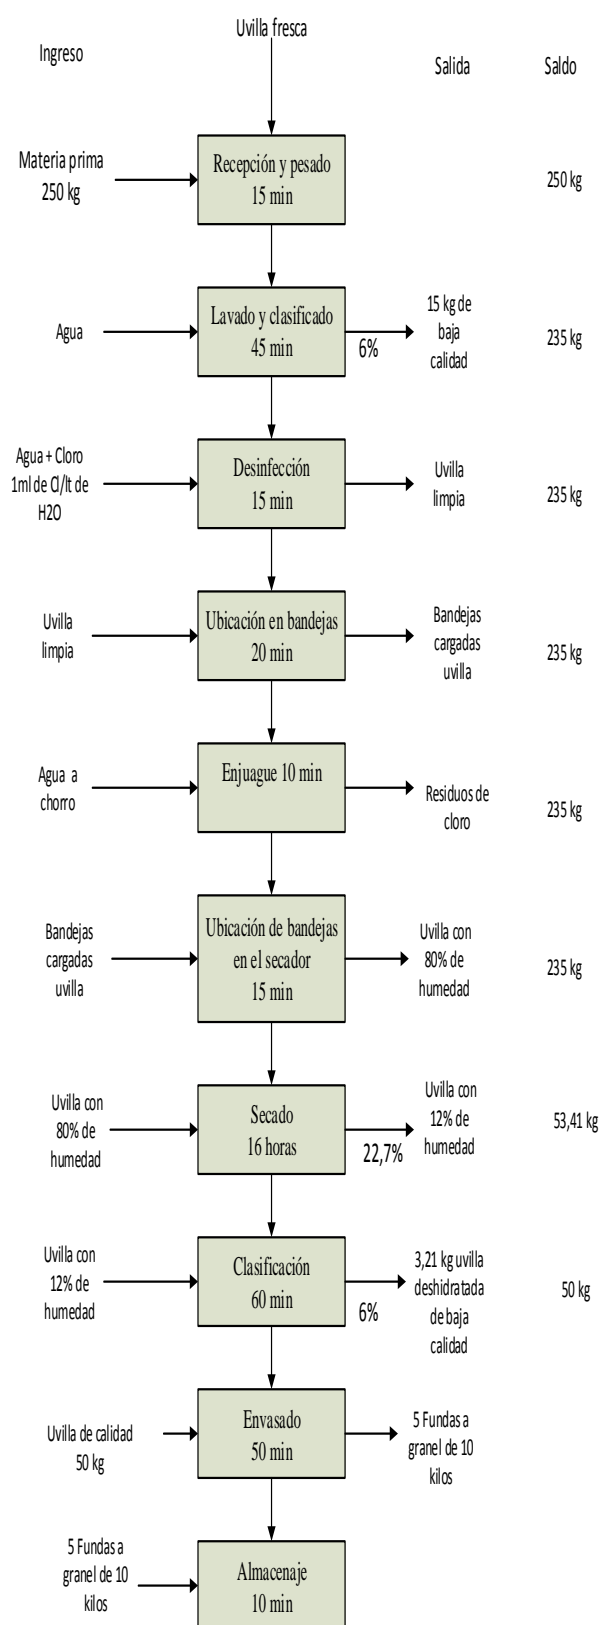 Uvilla fresca
Ingreso
Salida
Saldo
Materia prima
250 kg
Recepción y pesado
15 min
250 kg
Agua
Lavado y clasificado
45 min
6%
15 kg de
baja
calidad
235 kg
Agua + Cloro
1ml de Cl/lt de
H2O
Desinfección
15 min
Uvilla
limpia
235 kg
Uvilla
limpia
Ubicación en bandejas
20 min
Bandejas
cargadas
uvilla
235 kg
Agua a
chorro
Enjuague 10 min
Residuos de
cloro
235 kg
Bandejas
cargadas
uvilla
Ubicación de bandejas
en el secador
15 min
Uvilla con
80% de
humedad
235 kg
Uvilla con
80% de
humedad
Secado
16 horas
22,7%
Uvilla con
12% de
humedad
53,41 kg
Uvilla con
12% de
humedad
Clasificación
60 min
6%
3,21 kg uvilla
deshidratada
de baja
calidad
50 kg
Uvilla de calidad
50 kg
Envasado
50 min
5 Fundas a
granel de 10
kilos
5 Fundas a
granel de 10
kilos
Almacenaje
10 min